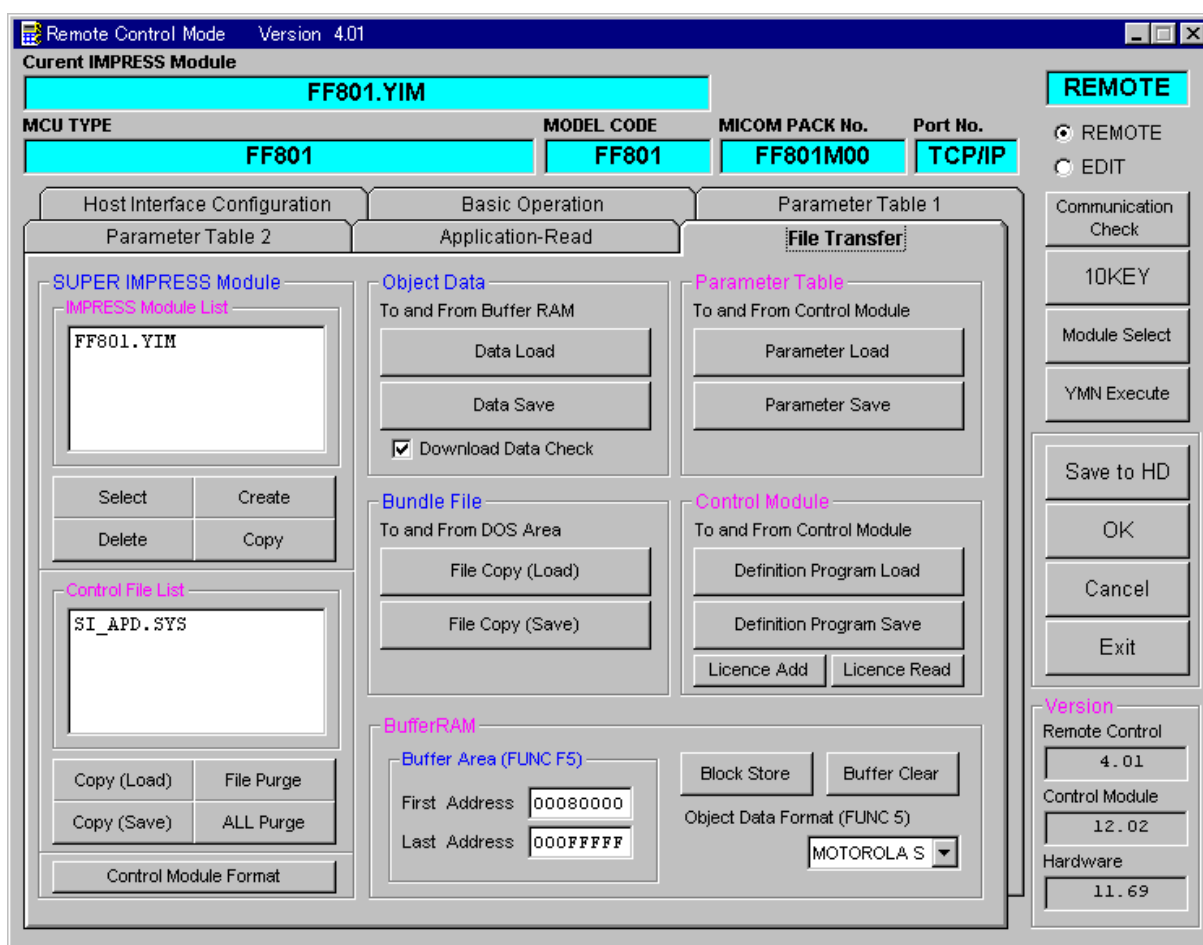 Remote Control Mode Version 4.01
Curent IMPRESS Module
FF801.YIM
REMOTE
MCU TYPE MODEL CODE MICOM PACK No. Port No.
FF801 FF801 FF801M00 TCP/IP
REMOTE
EDIT
Host Interface Configuration Basic Operation Parameter Table 1
Parameter Table 2 Application-Read File Transfer
SUPER IMPRESS Module
IMPRESS Module List
FF801.YIM
Select Create
Delete Copy
Control File List
SI_APD.SYS
Copy (Load) File Purge
Copy (Save) ALL Purge
Control Module Format
Object Data
To and From Buffer RAM
Data Load
Data Save
Download Data Check
Parameter Table
To and From Control Module
Parameter Load
Parameter Save
Bundle File
To and From DOS Area
File Copy (Load)
File Copy (Save)
Control Module
To and From Control Module
Definition Program Load
Definition Program Save
Licence Add Licence Read
BufferRAM
Buffer Area (FUNC F5)
First Address 00080000
Last Address 000FFFFF
Block Store Buffer Clear
Object Data Format (FUNC 5)
MOTOROLA S
Communication
Check
10KEY
Module Select
YMN Execute
Save to HD
OK
Cancel
Exit
Version
Remote Control
4.01
Control Module
12.02
Hardware
11.69